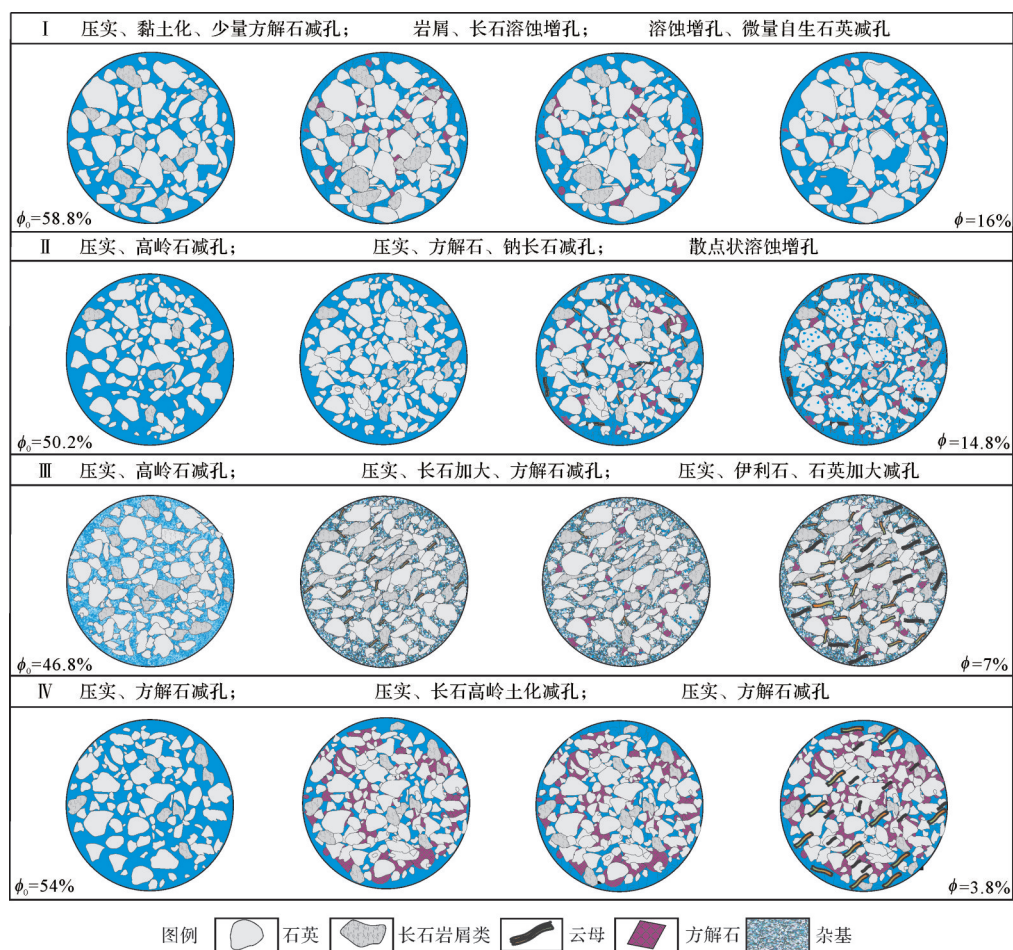 Ⅰ 压实、黏土化、少量方解石减孔； 岩屑、长石溶蚀增孔； 溶蚀增孔、微量自生石英减孔
ϕ₀=58.8% ϕ=16%
Ⅱ 压实、高岭石减孔； 压实、方解石、钠长石减孔； 散点状溶蚀增孔
ϕ₀=50.2% ϕ=14.8%
Ⅲ 压实、高岭石减孔； 压实、长石加大、方解石减孔； 压实、伊利石、石英加大减孔
ϕ₀=46.8% ϕ=7%
Ⅳ 压实、方解石减孔； 压实、长石高岭土化减孔； 压实、方解石减孔
ϕ₀=54% ϕ=3.8%
图例 石英 长石岩屑类 云母 方解石 杂基